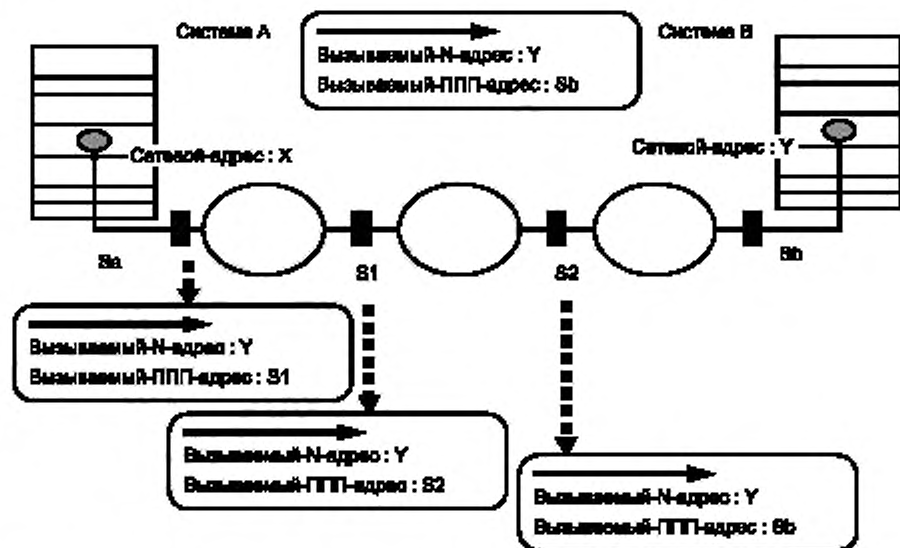 Система A
Вызываемый-N-адрес : Y
Вызываемый-ППП-адрес : Sb
Система B
Сетевой-адрес : X
Сетевой-адрес : Y
Sa
S1
S2
Sb
Вызываемый-N-адрес : Y
Вызываемый-ППП-адрес : S1
Вызываемый-N-адрес : Y
Вызываемый-ППП-адрес : S2
Вызываемый-N-адрес : Y
Вызываемый-ППП-адрес : Sb